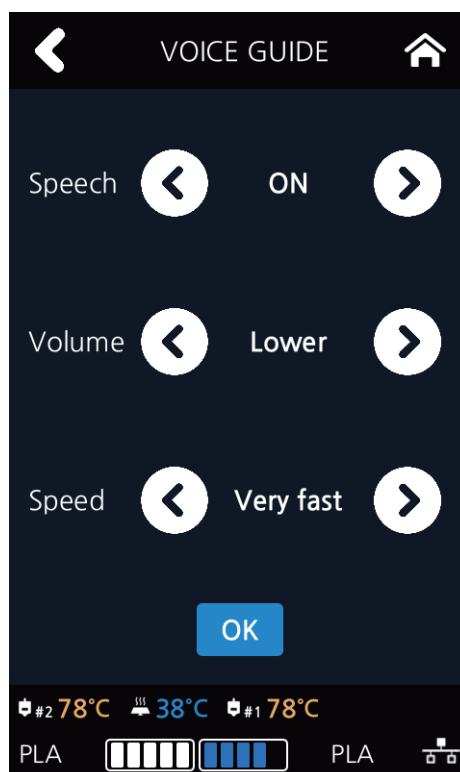 VOICE GUIDE
Speech ON
Volume Lower
Speed Very fast
OK
#2 78°C 38°C #1 78°C
PLA PLA